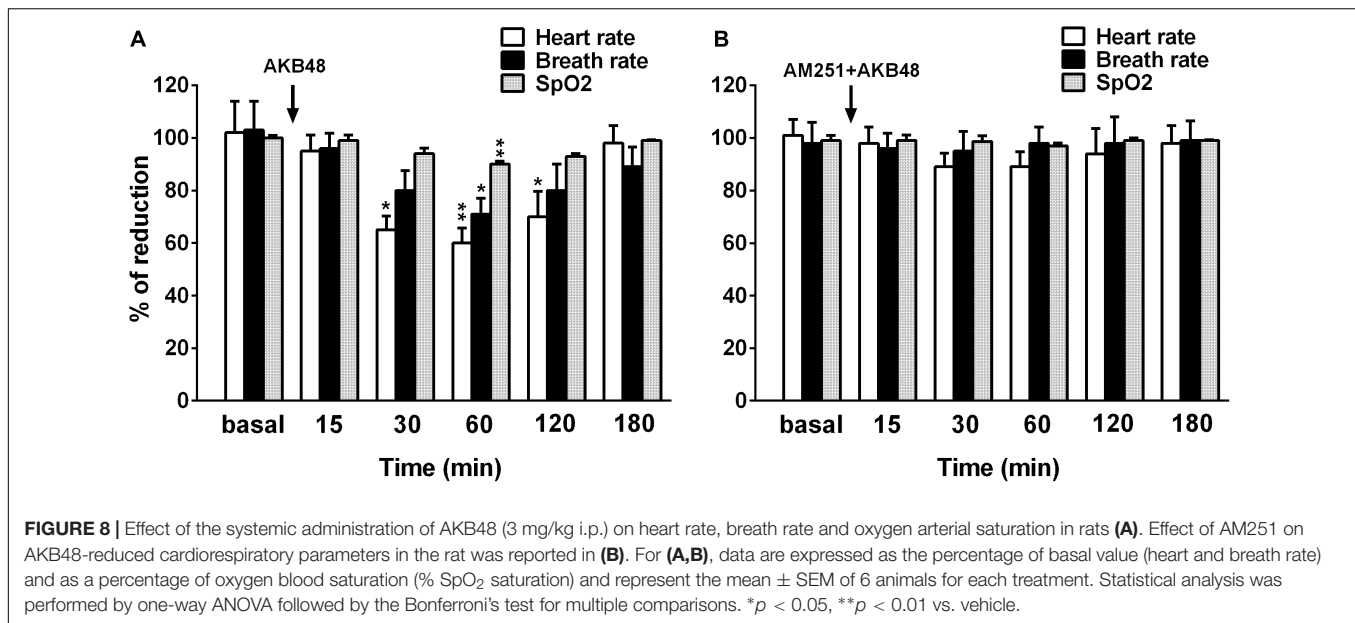 A
Heart rate
Breath rate
SpO2
AKB48
120
100
80
60
40
20
0
% of reduction
*
**
*
**
*
basal 15 30 60 120 180
Time (min)
B
Heart rate
Breath rate
SpO2
AM251+AKB48
120
100
80
60
40
20
0
basal 15 30 60 120 180
Time (min)
FIGURE 8 | Effect of the systemic administration of AKB48 (3 mg/kg i.p.) on heart rate, breath rate and oxygen arterial saturation in rats (A). Effect of AM251 on
AKB48-reduced cardiorespiratory parameters in the rat was reported in (B). For (A,B), data are expressed as the percentage of basal value (heart and breath rate)
and as a percentage of oxygen blood saturation (% SpO₂ saturation) and represent the mean ± SEM of 6 animals for each treatment. Statistical analysis was
performed by one-way ANOVA followed by the Bonferroni's test for multiple comparisons. *p < 0.05, **p < 0.01 vs. vehicle.